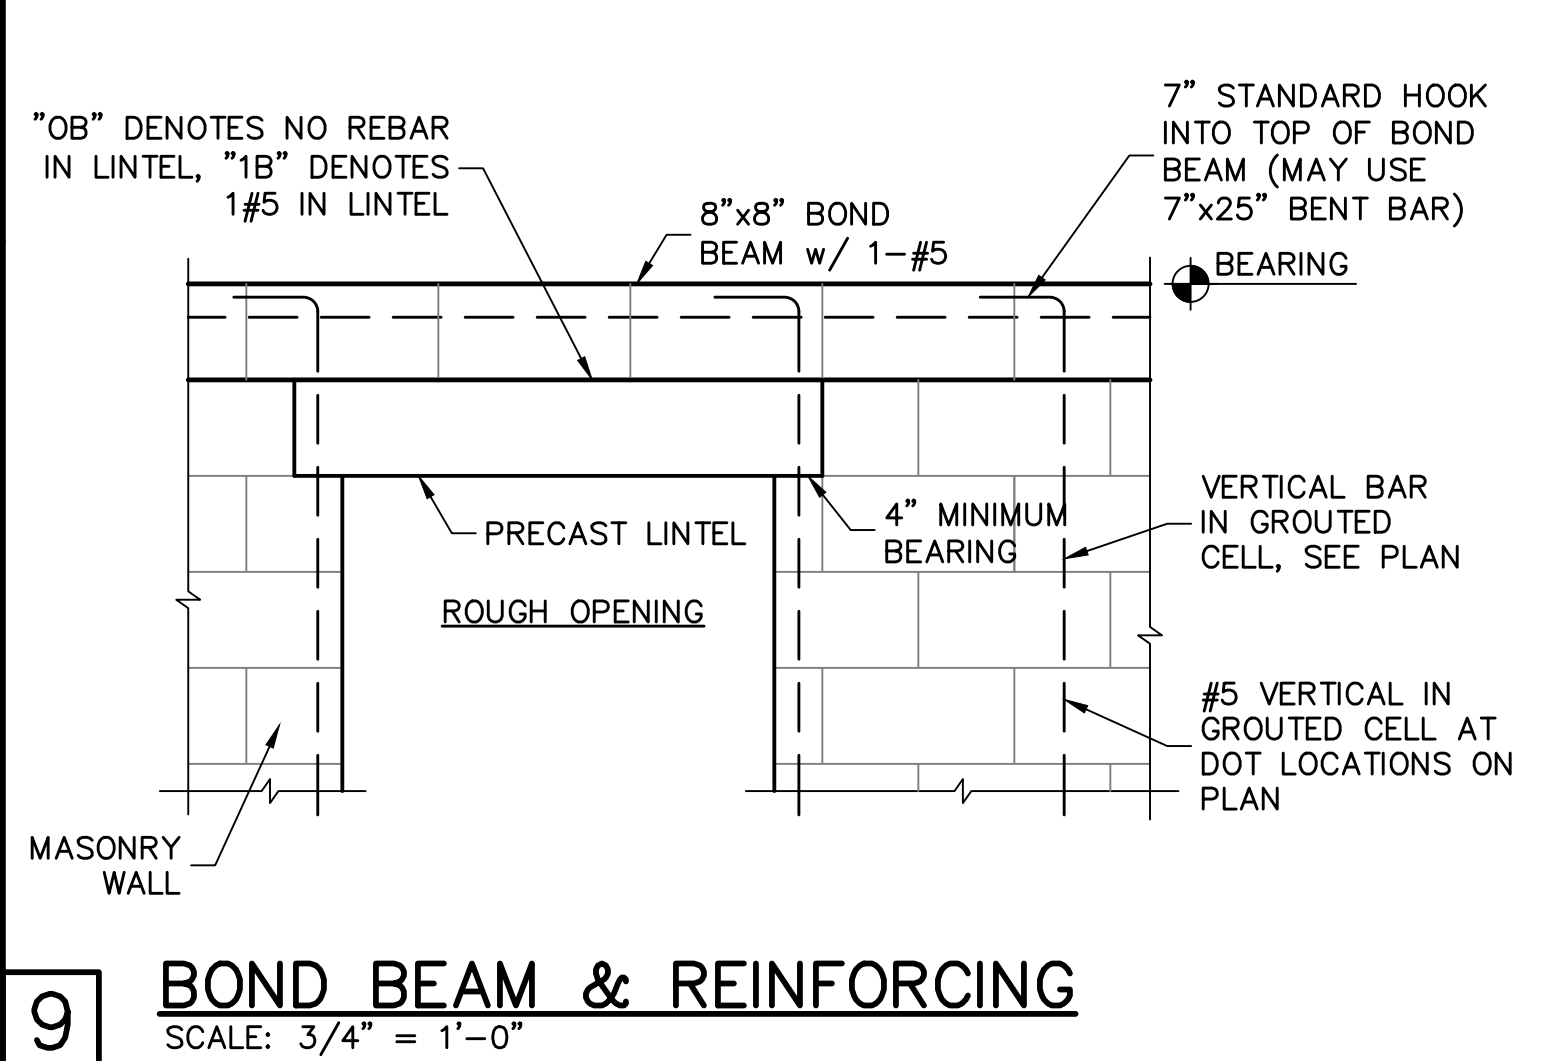 "0B" DENOTES NO REBAR
IN LINTEL, "1B" DENOTES
1#5 IN LINTEL
8"x8" BOND
BEAM w/ 1-#5
7" STANDARD HOOK
INTO TOP OF BOND
BEAM (MAY USE
7"x25" BENT BAR)
BEARING
PRECAST LINTEL
4" MINIMUM
BEARING
VERTICAL BAR
IN GROUTED
CELL, SEE PLAN
ROUGH OPENING
#5 VERTICAL IN
GROUTED CELL AT
DOT LOCATIONS ON
PLAN
MASONRY
WALL
9
BOND BEAM & REINFORCING
SCALE: 3/4" = 1'-0"